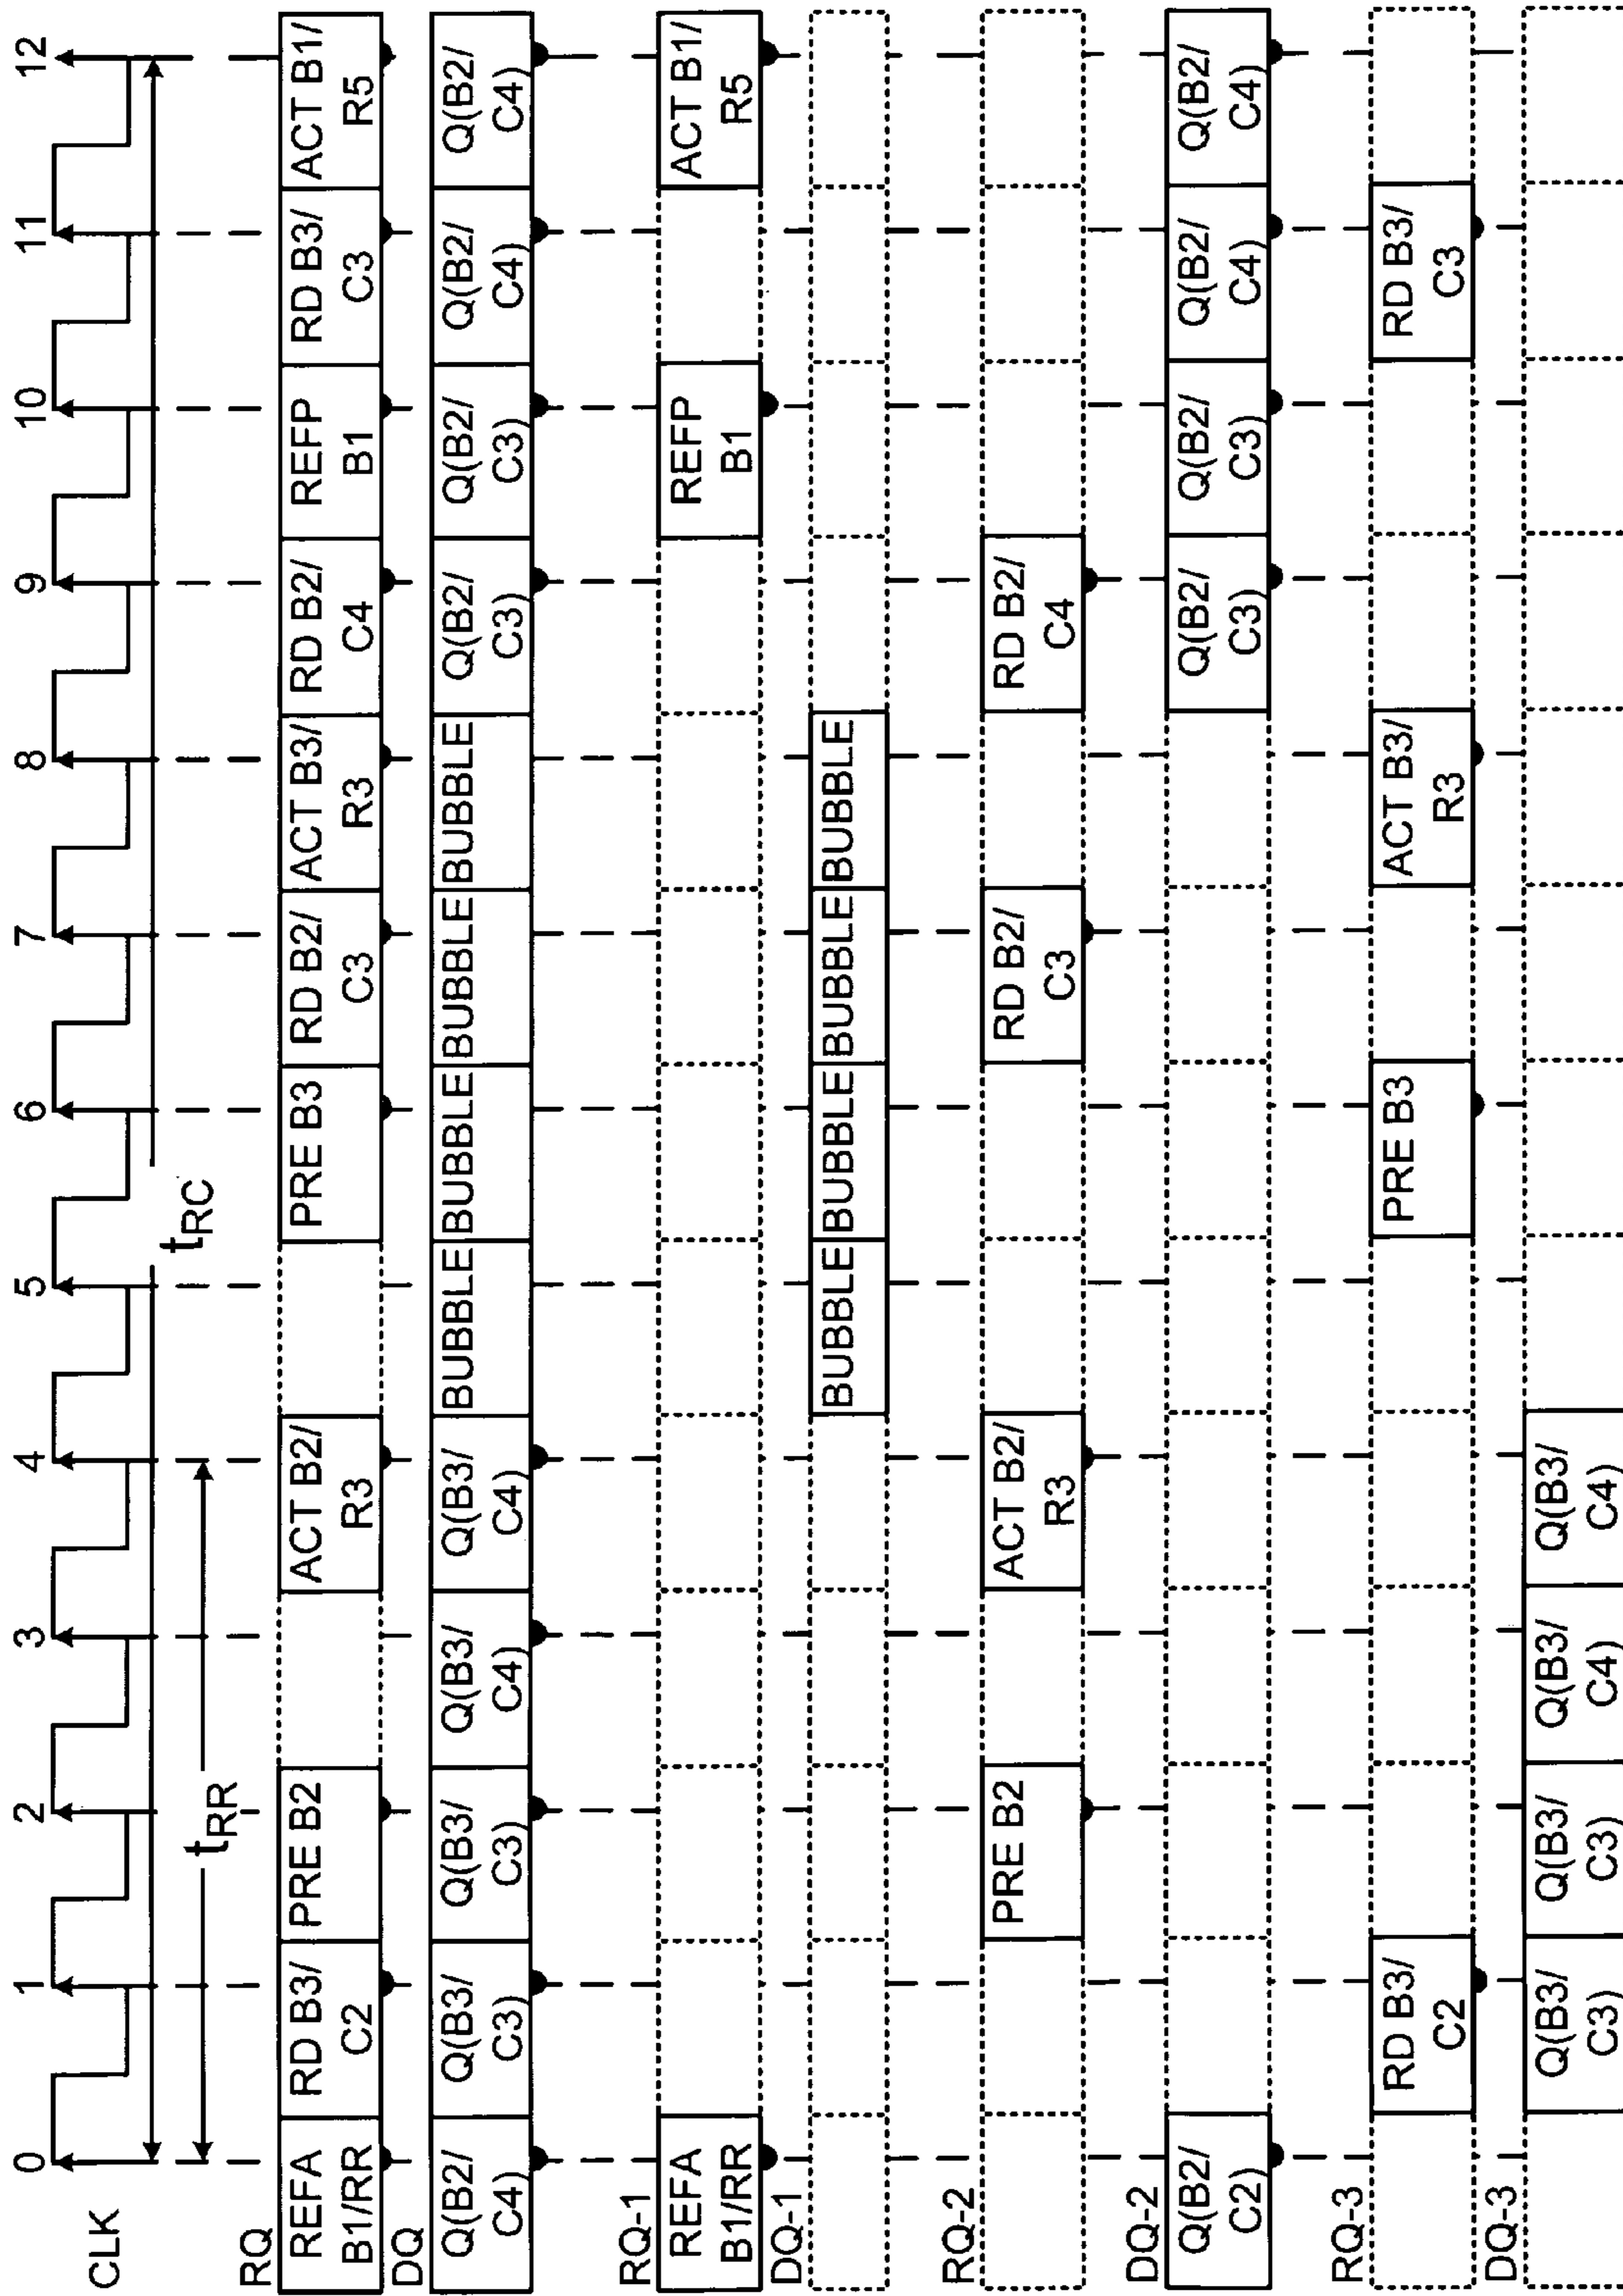 0 1 2 3 4 5 6 7 8 9 10 11 12
CLK
tRC
tRR
RQ
REFA B1/RR
RD B3/ C2
PRE B2
ACT B2/ R3
PRE B3
RD B2/ C3
ACT B3/ R3
RD B2/ C4
REFP B1
RD B3/ C3
ACT B1/ R5
DQ
Q(B2/ C4)
Q(B3/ C3)
Q(B3/ C3)
Q(B3/ C4)
Q(B3/ C4)
BUBBLE
BUBBLE
BUBBLE
BUBBLE
Q(B2/ C3)
Q(B2/ C3)
Q(B2/ C4)
Q(B2/ C4)
RQ-1
REFA B1/RR
REFP B1
ACT B1/ R5
DQ-1
BUBBLE
BUBBLE
BUBBLE
BUBBLE
RQ-2
PRE B2
ACT B2/ R3
RD B2/ C3
RD B2/ C4
DQ-2
Q(B2/ C2)
Q(B2/ C3)
Q(B2/ C3)
Q(B2/ C4)
Q(B2/ C4)
RQ-3
RD B3/ C2
PRE B3
ACT B3/ R3
RD B3/ C3
DQ-3
Q(B3/ C3)
Q(B3/ C3)
Q(B3/ C4)
Q(B3/ C4)